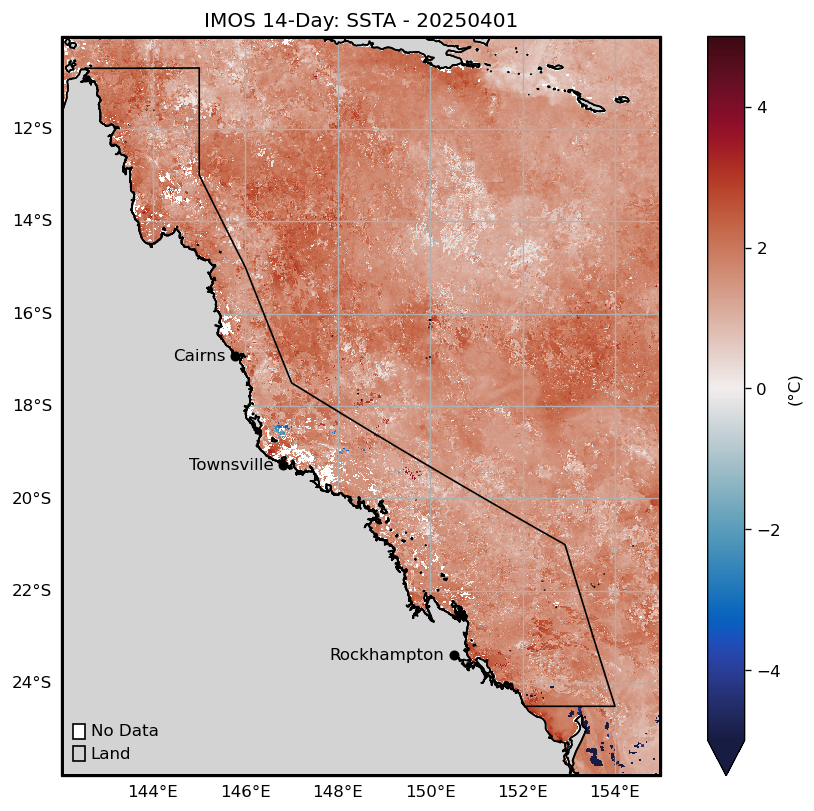 IMOS 14-Day: SSTA - 20250401
12°S
14°S
16°S
18°S
20°S
22°S
24°S
Cairns
Townsville
Rockhampton
No Data
Land
144°E 146°E 148°E 150°E 152°E 154°E
4
2
0
−2
−4
(°C)